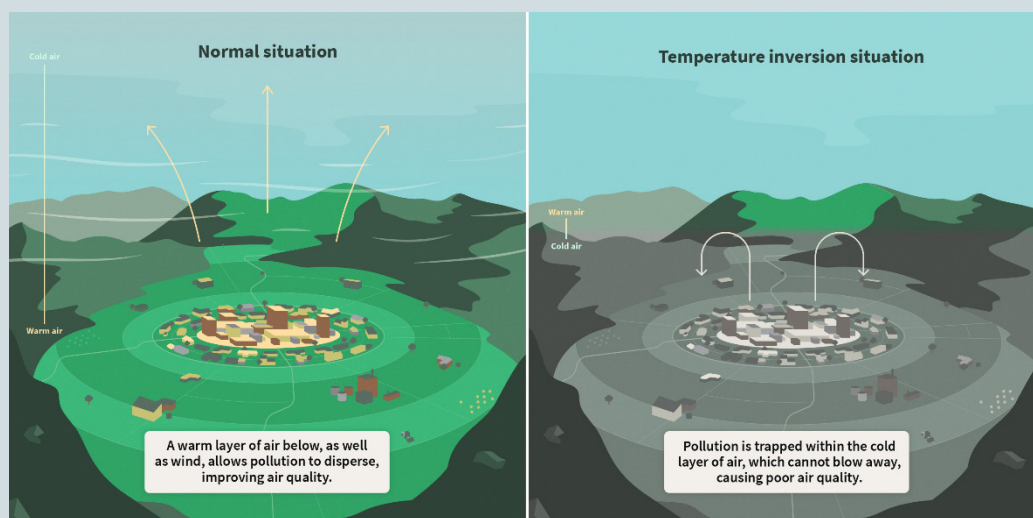 Normal situation
Cold air
Warm air
A warm layer of air below, as well
as wind, allows pollution to disperse,
improving air quality.
Temperature inversion situation
Warm air
Cold air
Pollution is trapped within the cold
layer of air, which cannot blow away,
causing poor air quality.